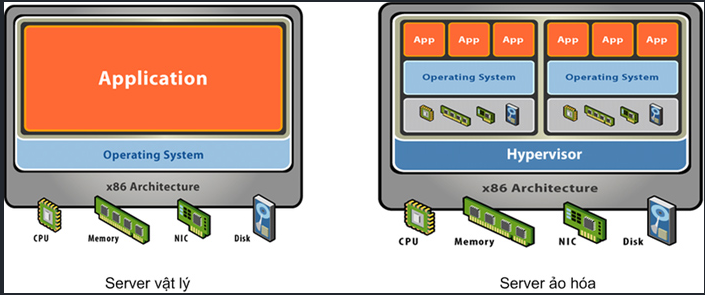 Application
Operating System
x86 Architecture
CPU
Memory
NIC
Disk
Server vật lý
App App App
Operating System
App App App
Operating System
Hypervisor
x86 Architecture
CPU
Memory
NIC
Disk
Server ảo hóa